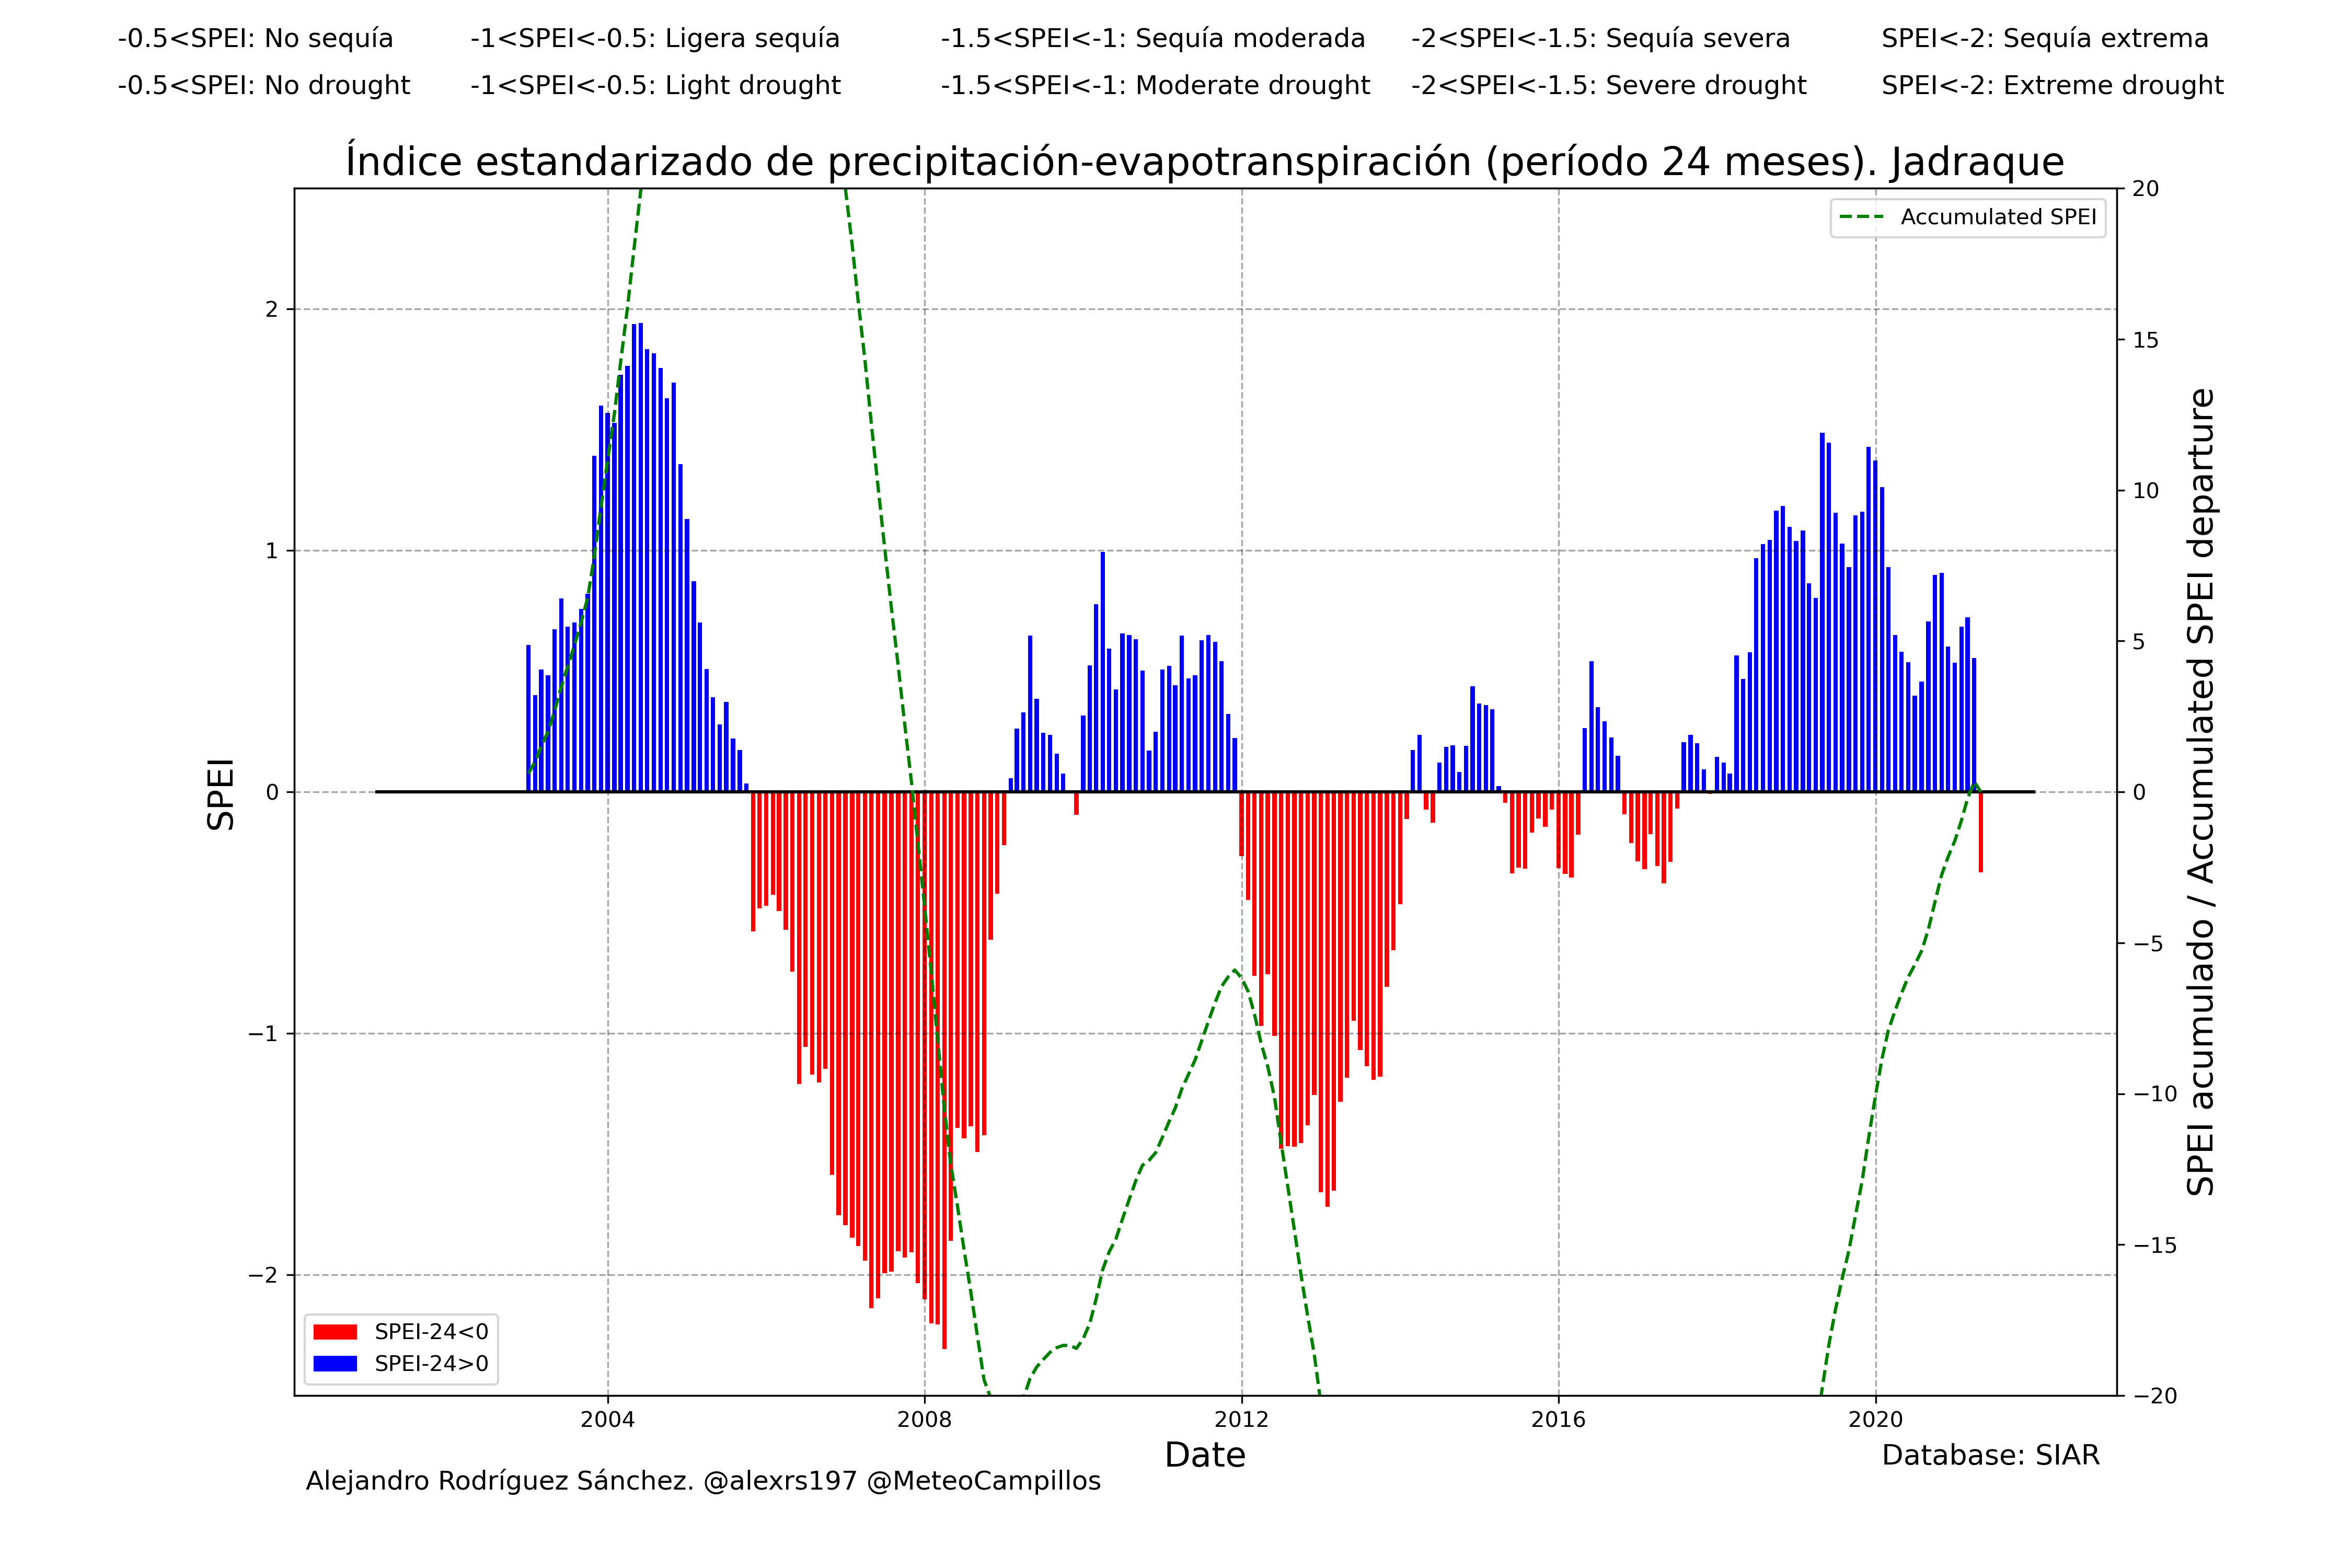 -0.5<SPEI: No sequía -1<SPEI<-0.5: Ligera sequía -1.5<SPEI<-1: Sequía moderada -2<SPEI<-1.5: Sequía severa SPEI<-2: Sequía extrema
-0.5<SPEI: No drought -1<SPEI<-0.5: Light drought -1.5<SPEI<-1: Moderate drought -2<SPEI<-1.5: Severe drought SPEI<-2: Extreme drought
Índice estandarizado de precipitación-evapotranspiración (período 24 meses). Jadraque
Accumulated SPEI
SPEI
2
1
0
−1
−2
20
15
10
5
0
−5
−10
−15
−20
SPEI acumulado / Accumulated SPEI departure
SPEI-24<0
SPEI-24>0
2004 2008 2012 2016 2020
Date
Database: SIAR
Alejandro Rodríguez Sánchez. @alexrs197 @MeteoCampillos